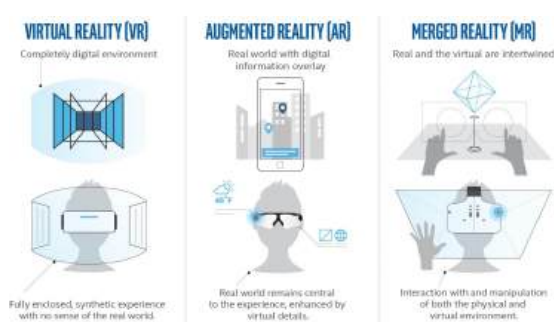 VIRTUAL REALITY (VR)
Completely digital environment
Fully enclosed, synthetic experience
with no sense of the real world.
AUGMENTED REALITY (AR)
Real world with digital
information overlay
Real world remains central
to the experience, enhanced by
virtual details.
MERGED REALITY (MR)
Real and the virtual are intertwined
Interaction with and manipulation
of both the physical and
virtual environment.